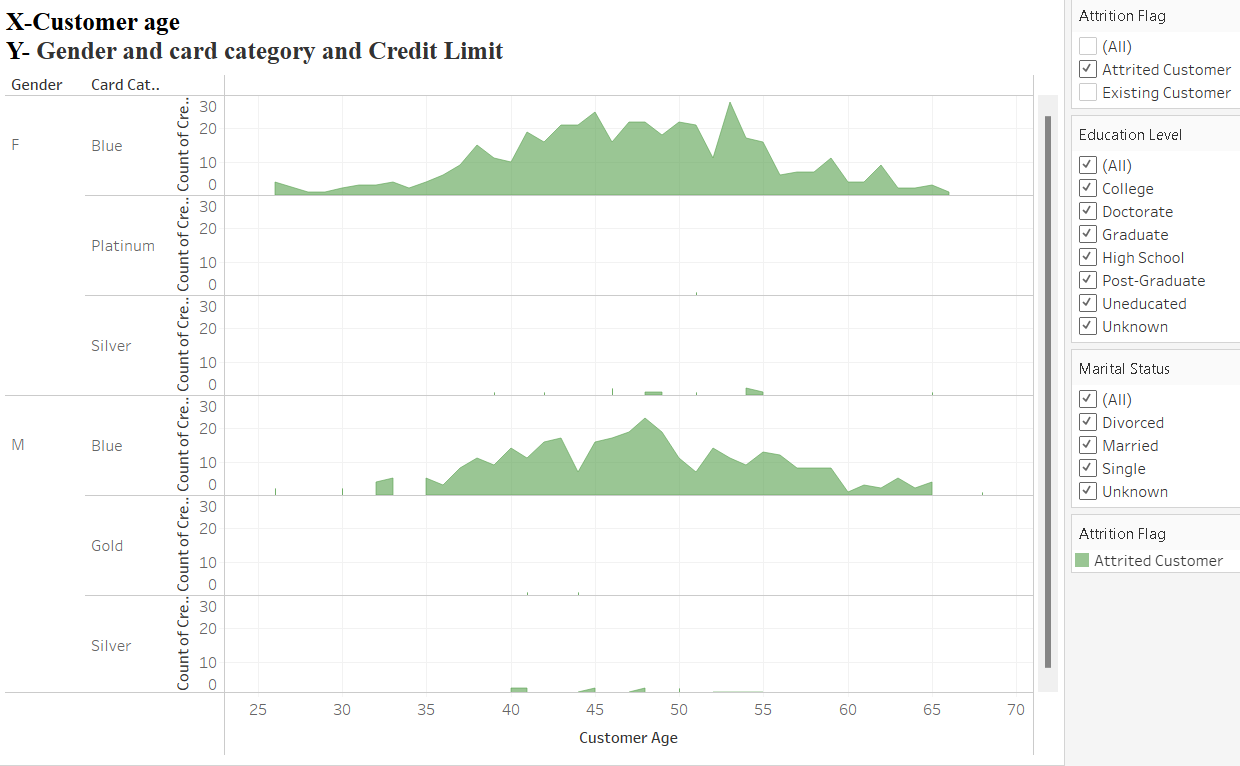 X-Customer age
Y- Gender and card category and Credit Limit
Gender Card Cat..
F
Blue
Count of Cre..
30
20
10
0
Platinum
Count of Cre..
30
20
10
0
Silver
Count of Cre..
30
20
10
0
M
Blue
Count of Cre..
30
20
10
0
Gold
Count of Cre..
30
20
10
0
Silver
Count of Cre..
30
20
10
0
25 30 35 40 45 50 55 60 65 70
Customer Age
Attrition Flag
(All)
Attrited Customer
Existing Customer
Education Level
(All)
College
Doctorate
Graduate
High School
Post-Graduate
Uneducated
Unknown
Marital Status
(All)
Divorced
Married
Single
Unknown
Attrition Flag
Attrited Customer